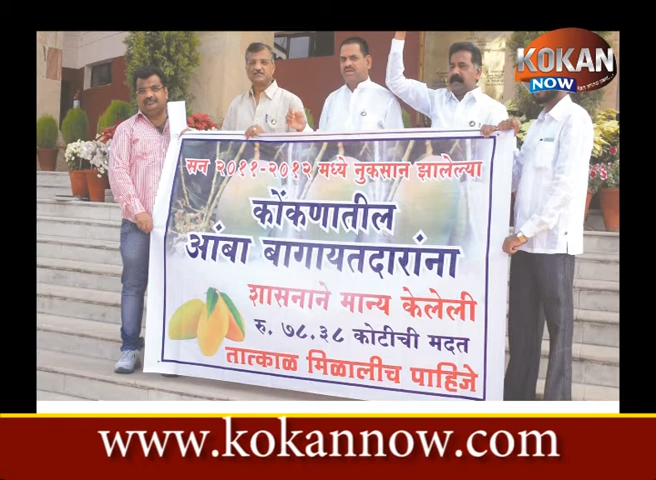 KOKAN
NOW
सन २०११-२०१२ मध्ये नुकसान झालेल्या
कोंकणातील
आंबा बागायतदारांना
शासनाने मान्य केलेली
रु. ७८.३८ कोटीची मदत
तात्काळ मिळालीच पाहिजे
www.kokannow.com